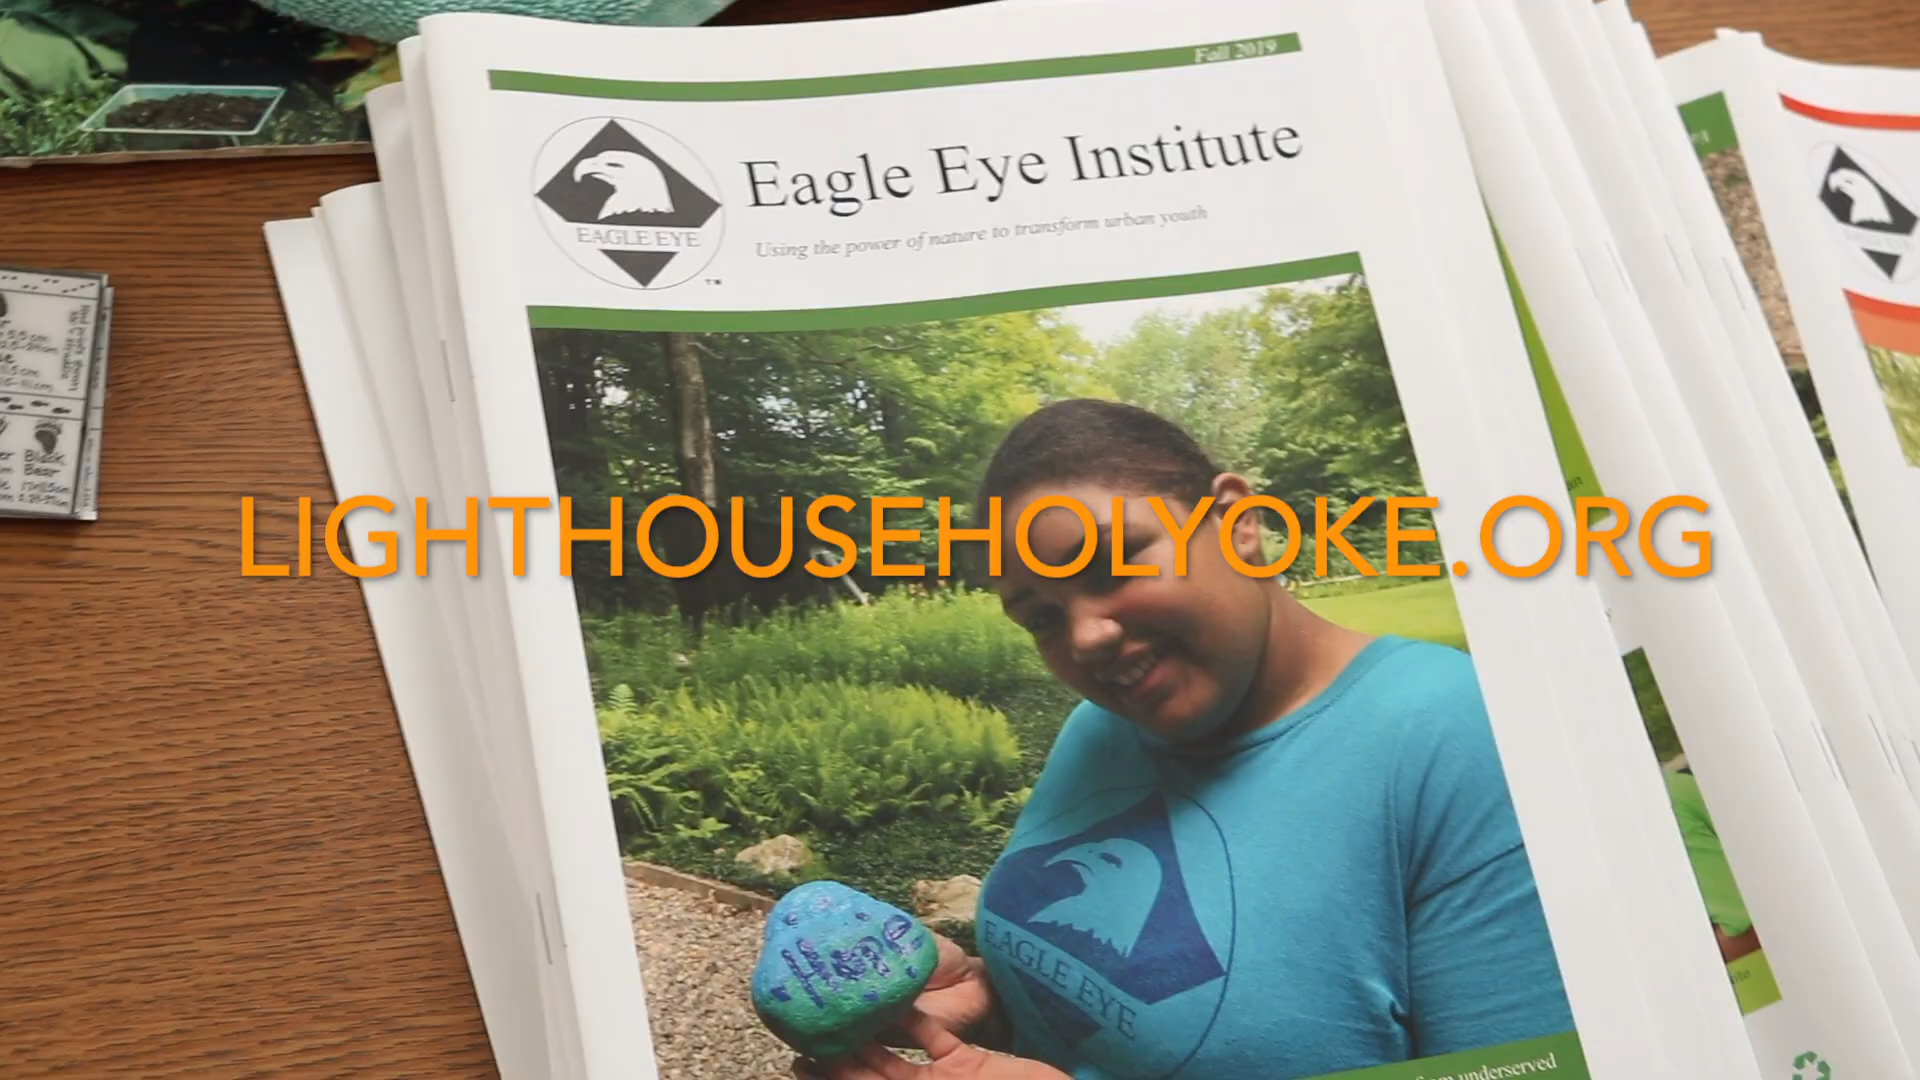 Fall 2019
Eagle Eye Institute
EAGLE EYE
TM
Using the power of nature to transform urban youth
Black
Bear
LIGHTHOUSEHOLYOKE.ORG
Hope
EAGLE EYE
underserved